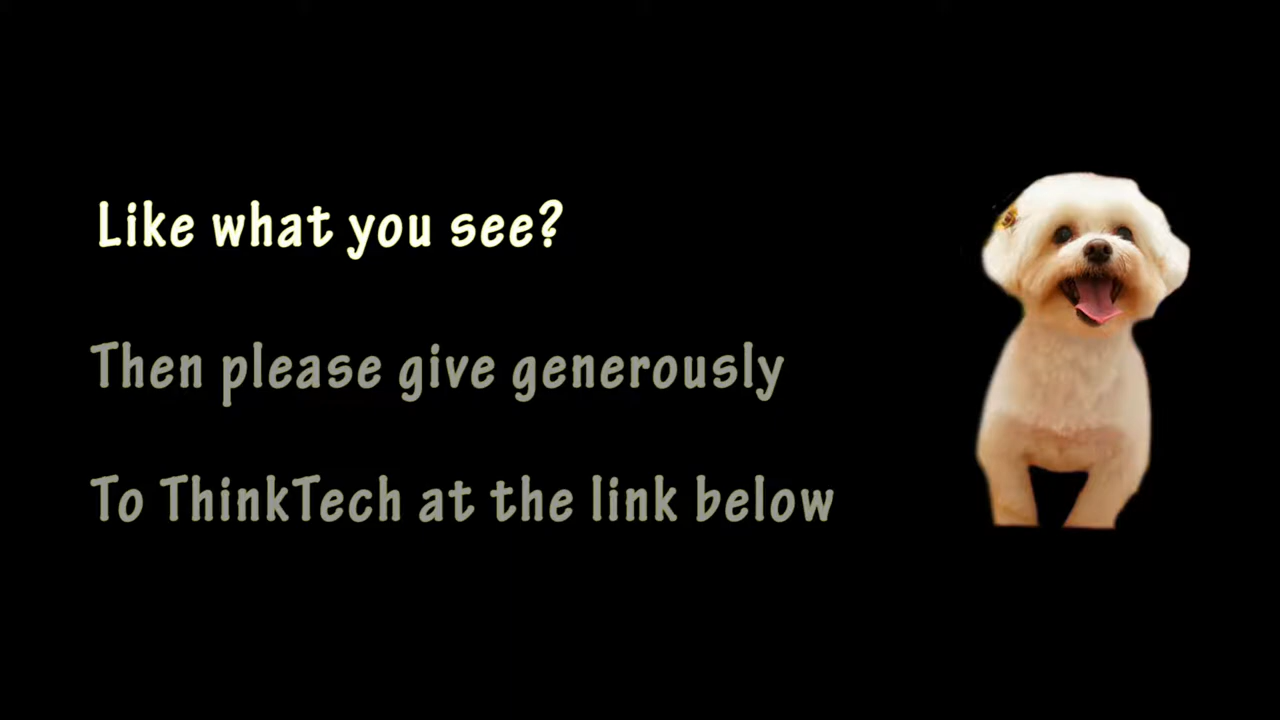 Like what you see?
Then please give generously
To ThinkTech at the link below